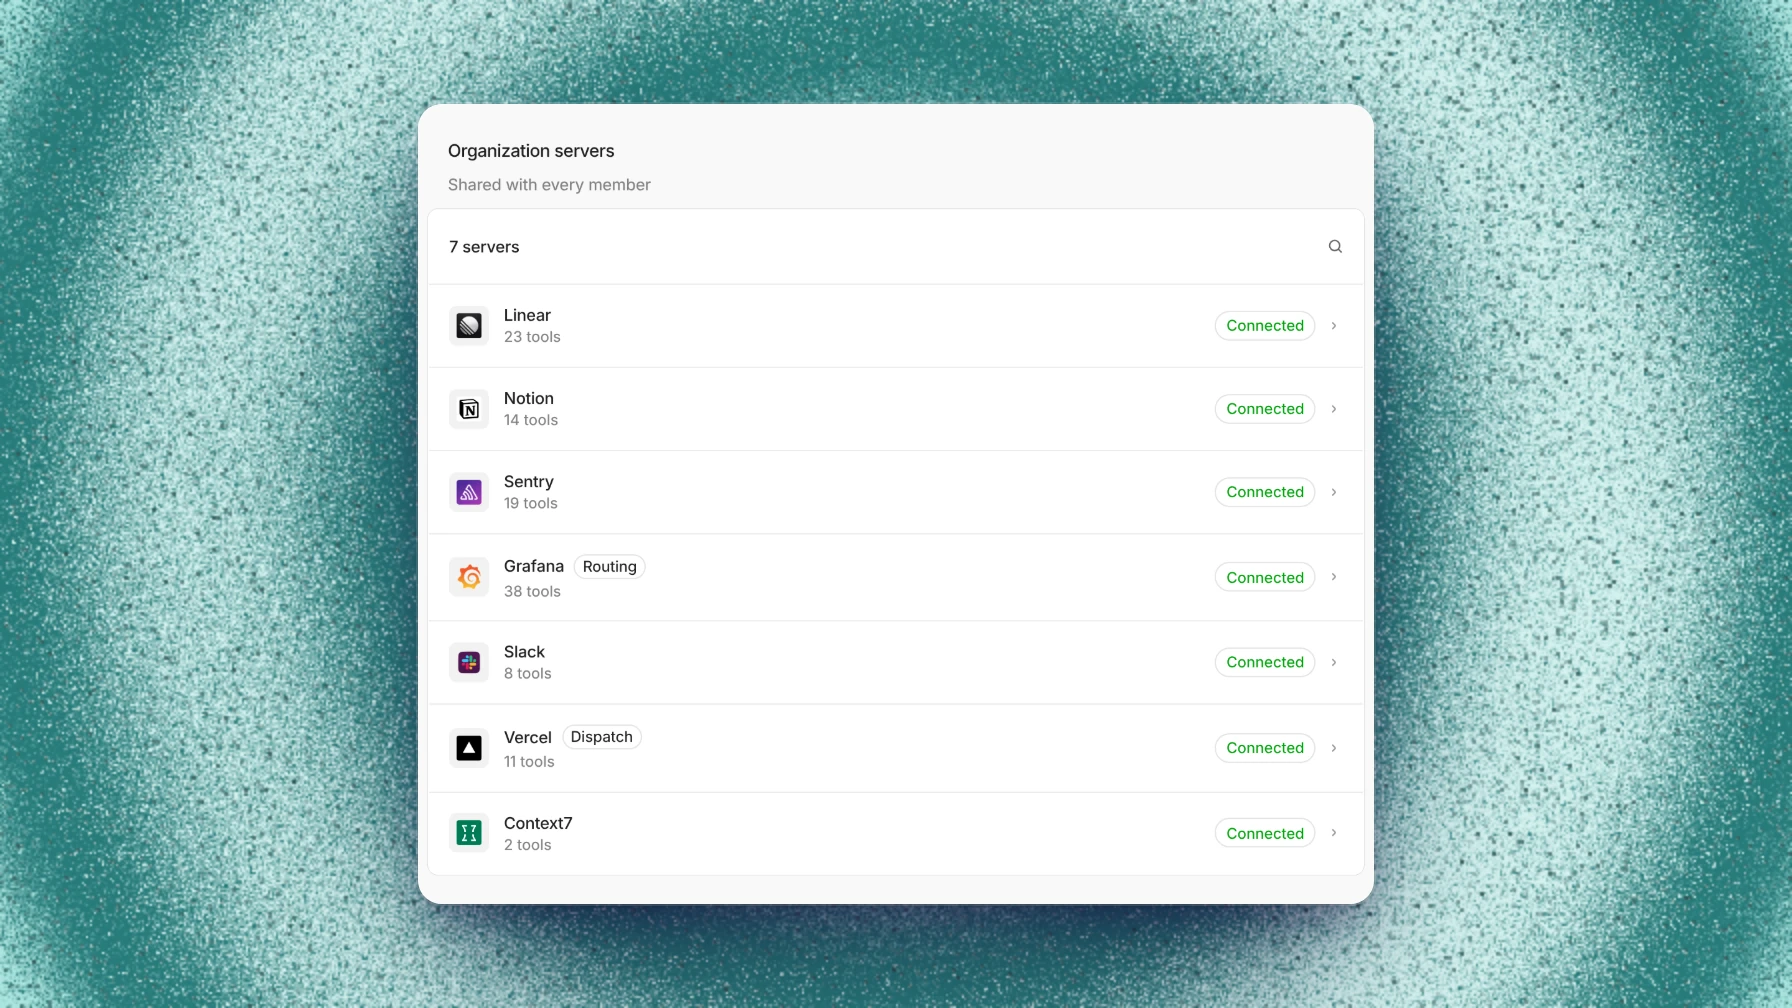 Organization servers
Shared with every member
7 servers
Linear
23 tools
Connected
Notion
14 tools
Connected
Sentry
19 tools
Connected
Grafana Routing
38 tools
Connected
Slack
8 tools
Connected
Vercel Dispatch
11 tools
Connected
Context7
2 tools
Connected